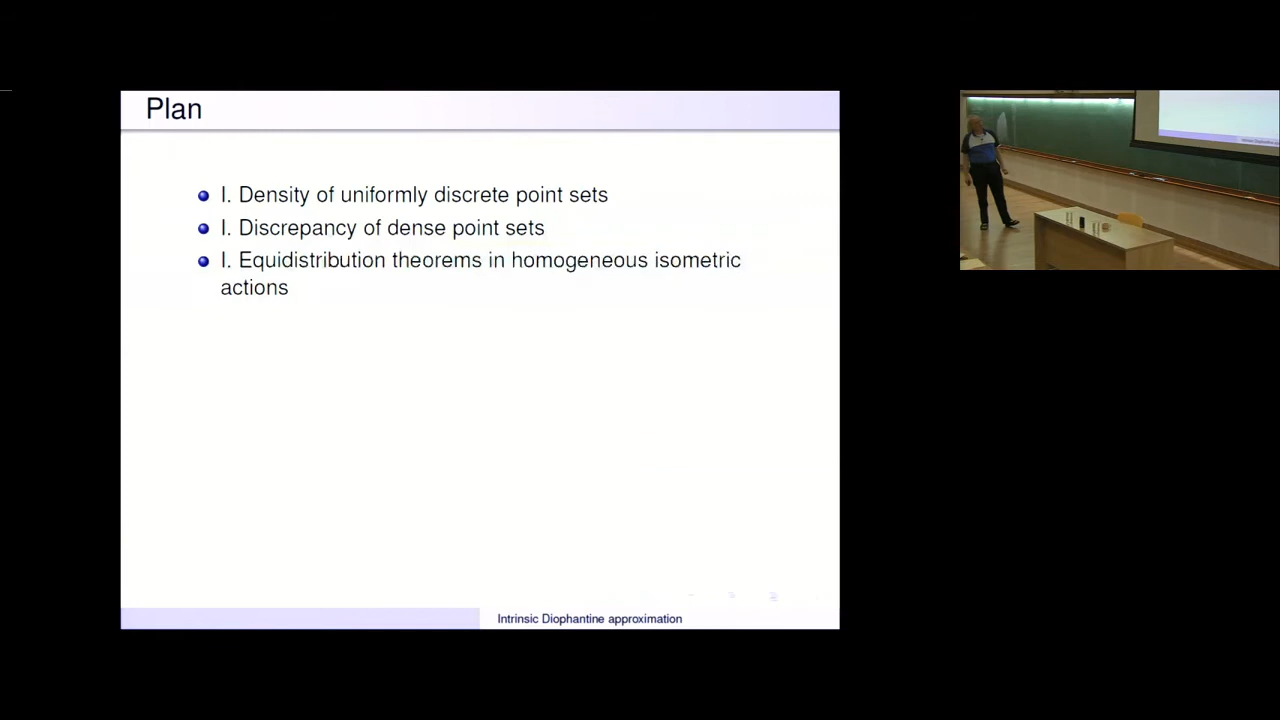 Plan
I. Density of uniformly discrete point sets
I. Discrepancy of dense point sets
I. Equidistribution theorems in homogeneous isometric
actions
Intrinsic Diophantine approximation